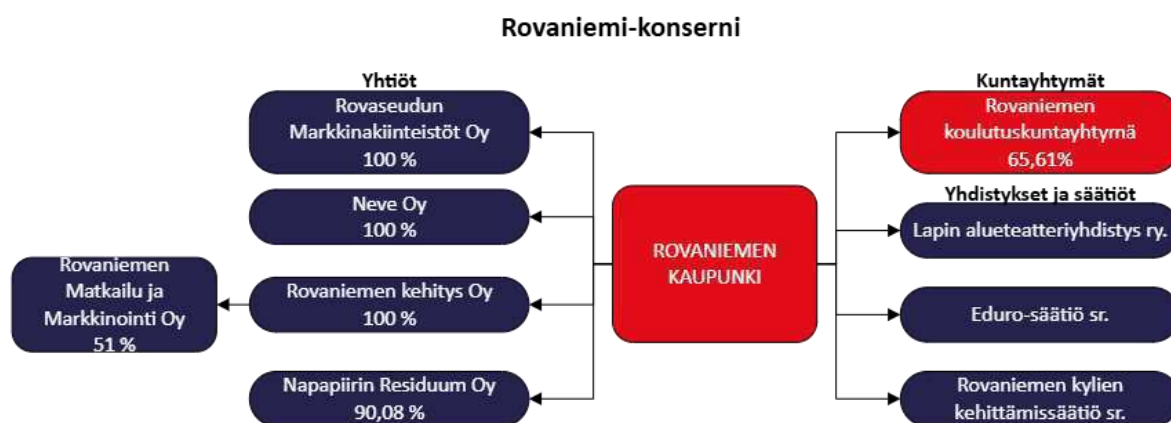 Rovaniemi-konserni
Yhtiöt
Rovaseudun
Markkinakiinteistöt Oy
100 %
Neve Oy
100 %
Rovaniemen
Matkailu ja
Markkinointi Oy
51 %
Rovaniemen kehitys Oy
100 %
Napapiirin Residuum Oy
90,08 %
ROVANIEMEN
KAUPUNKI
Kuntayhtymät
Rovaniemen
koulutuskuntayhtymä
65,61%
Yhdistykset ja säätiöt
Lapin alueteatteriyhdistys ry.
Eduro-säätiö sr.
Rovaniemen kylien
kehittämissäätiö sr.